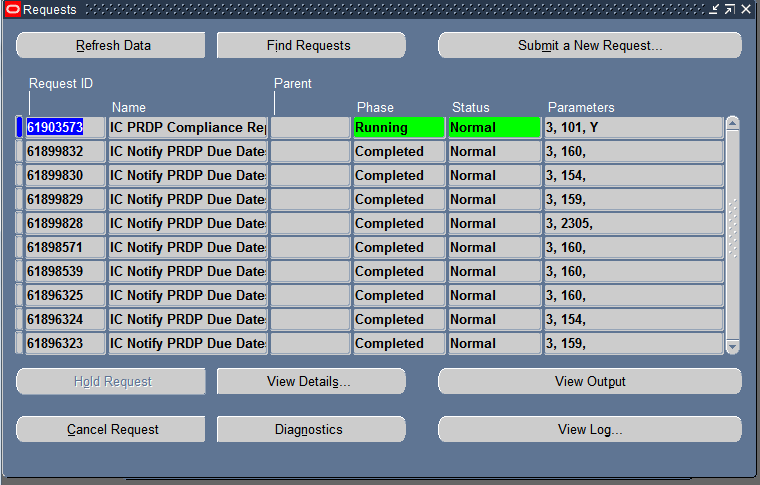 Requests
Refresh Data Find Requests Submit a New Request...
Request ID Parent
Name Phase Status Parameters
61903573 IC PRDP Compliance Rep Running Normal 3, 101, Y
61899832 IC Notify PRDP Due Date Completed Normal 3, 160,
61899830 IC Notify PRDP Due Date Completed Normal 3, 154,
61899829 IC Notify PRDP Due Date Completed Normal 3, 159,
61899828 IC Notify PRDP Due Date Completed Normal 3, 2305,
61898571 IC Notify PRDP Due Date Completed Normal 3, 160,
61898539 IC Notify PRDP Due Date Completed Normal 3, 160,
61896325 IC Notify PRDP Due Date Completed Normal 3, 160,
61896324 IC Notify PRDP Due Date Completed Normal 3, 154,
61896323 IC Notify PRDP Due Date Completed Normal 3, 159,
Hold Request View Details... View Output
Cancel Request Diagnostics View Log...